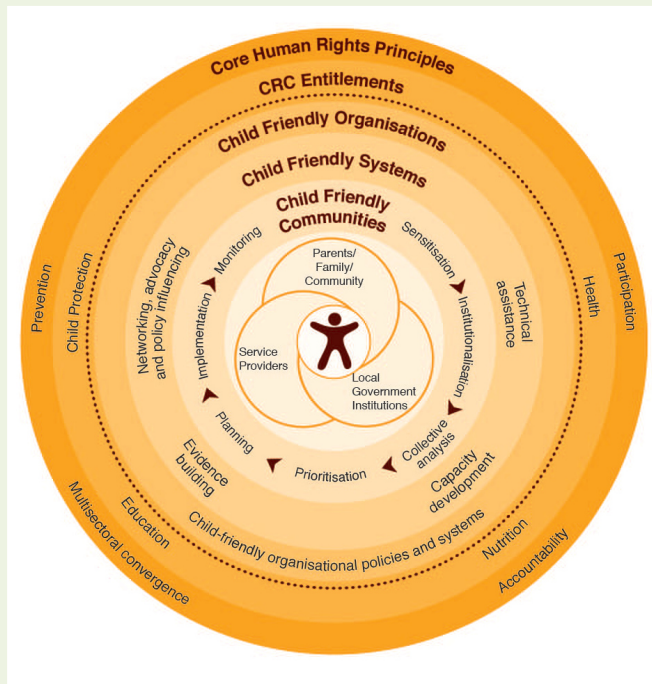 Core Human Rights Principles
CRC Entitlements
Child Friendly Organisations
Child Friendly Systems
Child Friendly
Communities
Parents/
Family/
Community
Service
Providers
Local
Government
Institutions
Sensitisation
Institutionalisation
Collective
analysis
Prioritisation
Planning
Implementation
Monitoring
Networking, advocacy
and policy influencing
Technical
assistance
Capacity
development
Evidence
building
Child-friendly organisational policies and systems
Child Protection
Health
Nutrition
Education
Prevention
Participation
Accountability
Multisectoral convergence